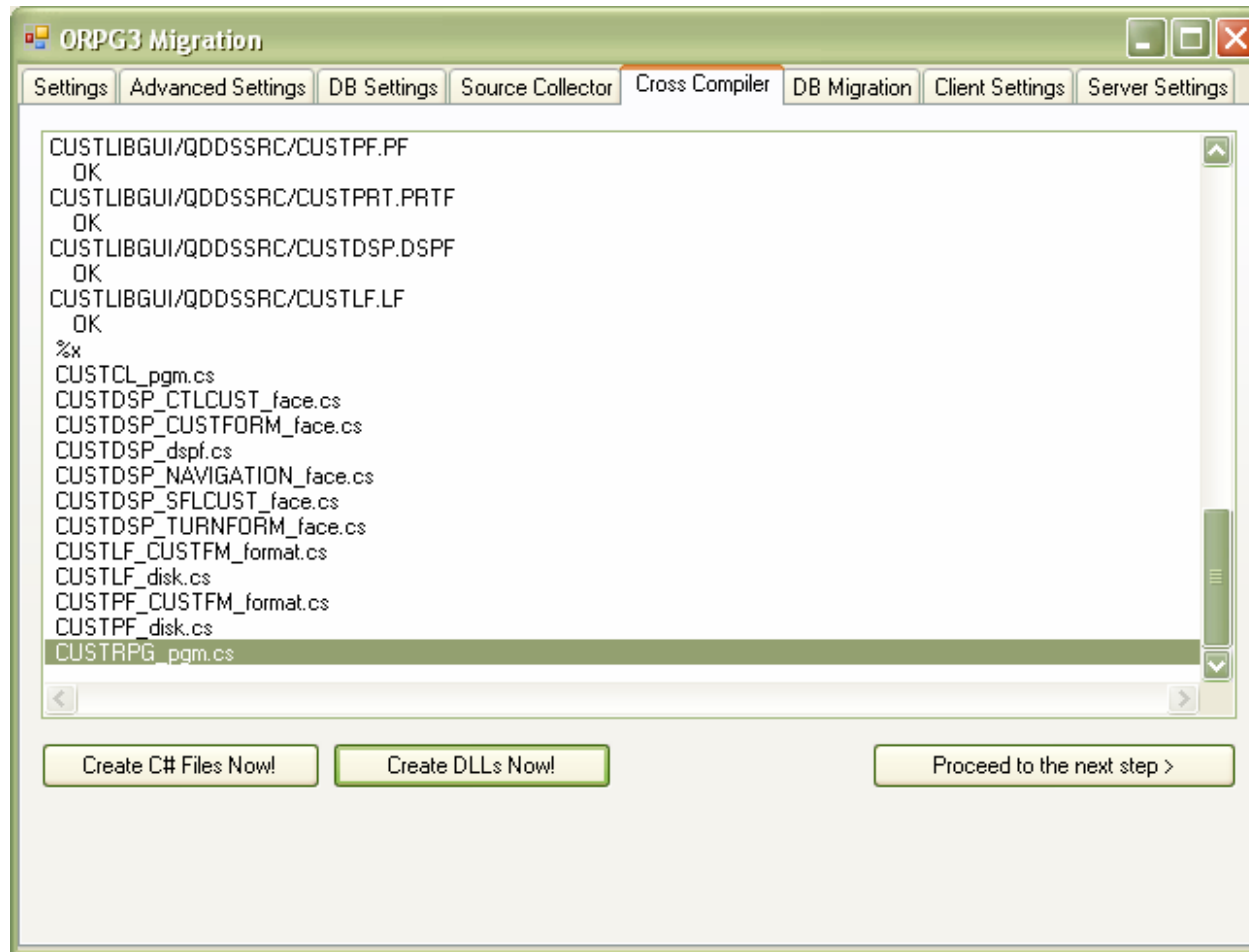 ORPG3 Migration
Settings Advanced Settings DB Settings Source Collector Cross Compiler DB Migration Client Settings Server Settings
CUSTLIBGUI/QDDSSRC/CUSTPF.PF
OK
CUSTLIBGUI/QDDSSRC/CUSTPRT.PRTF
OK
CUSTLIBGUI/QDDSSRC/CUSTDSP.DSPF
OK
CUSTLIBGUI/QDDSSRC/CUSTLF.LF
OK
%x
CUSTCL_pgm.cs
CUSTDSP_CTLCUST_face.cs
CUSTDSP_CUSTFORM_face.cs
CUSTDSP_dspf.cs
CUSTDSP_NAVIGATION_face.cs
CUSTDSP_SFLCUST_face.cs
CUSTDSP_TURNFORM_face.cs
CUSTLF_CUSTFM_format.cs
CUSTLF_disk.cs
CUSTPF_CUSTFM_format.cs
CUSTPF_disk.cs
CUSTRPG_pgm.cs
Create C# Files Now! Create DLLs Now! Proceed to the next step >